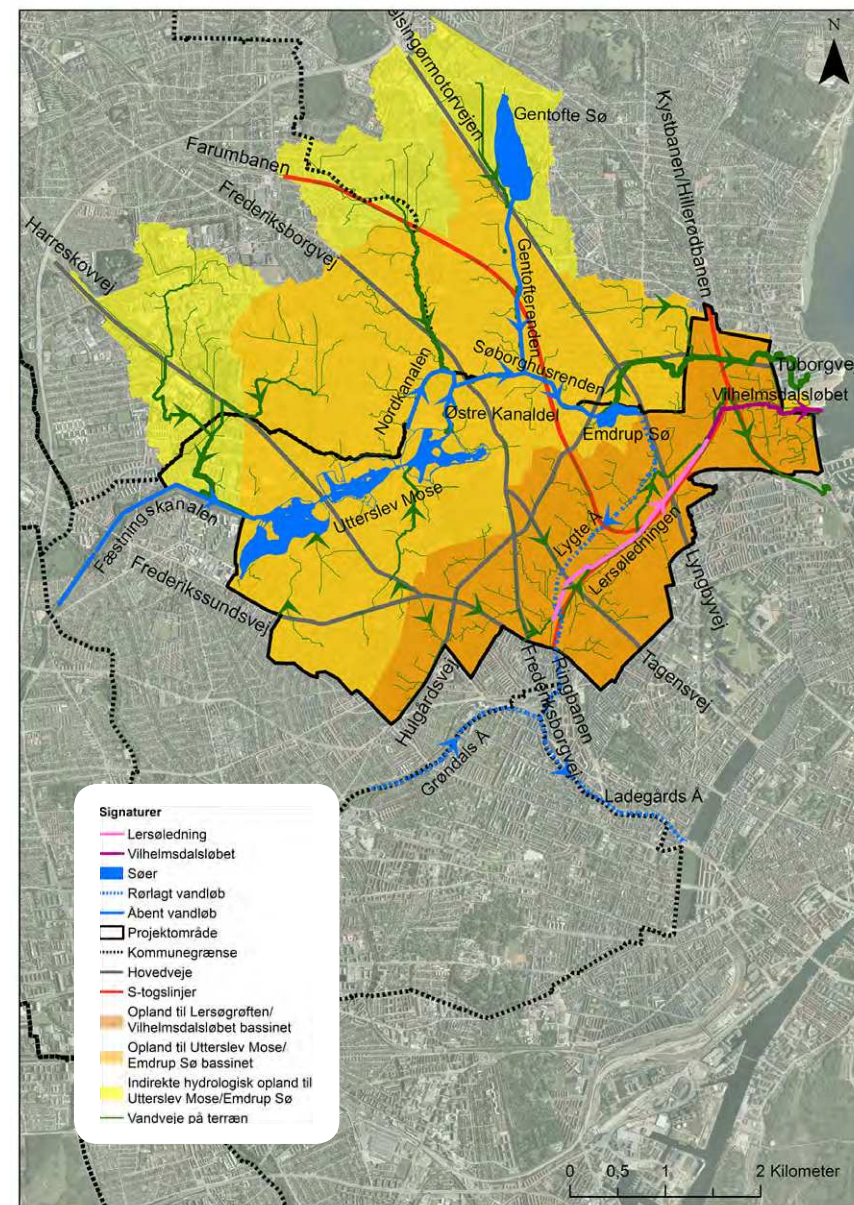 N
elsingørmotorvejen
Gentofte Sø
Kystbanen/Hillerødbanen
Farumbanen
Frederiksborgvej
Harreskovvej
Gentofterenden
Nordkanalen
Søborghusrenden
Tuborgvej
Vilhelmsdalsløbet
Østre Kanaldel
Emdrup Sø
Utterslev Mose
Fæstningskanalen
Lygte Å
Lersøledningen
Lyngbyvej
Frederikssundsvej
Hulgårdsvej
Frederiksborgvej
Ringbanen
Tagensvej
Grøndals Å
Ladegårds Å
Signaturer
Lersøledning
Vilhelmsdalsløbet
Søer
Rørlagt vandløb
Åbent vandløb
Projektområde
Kommunegrænse
Hovedveje
S-togslinjer
Opland til Lersøgrøften/
Vilhelmsdalsløbet bassinet
Opland til Utterslev Mose/
Emdrup Sø bassinet
Indirekte hydrologisk opland til
Utterslev Mose/Emdrup Sø
Vandveje på terræn
0 0,5 1 2 Kilometer